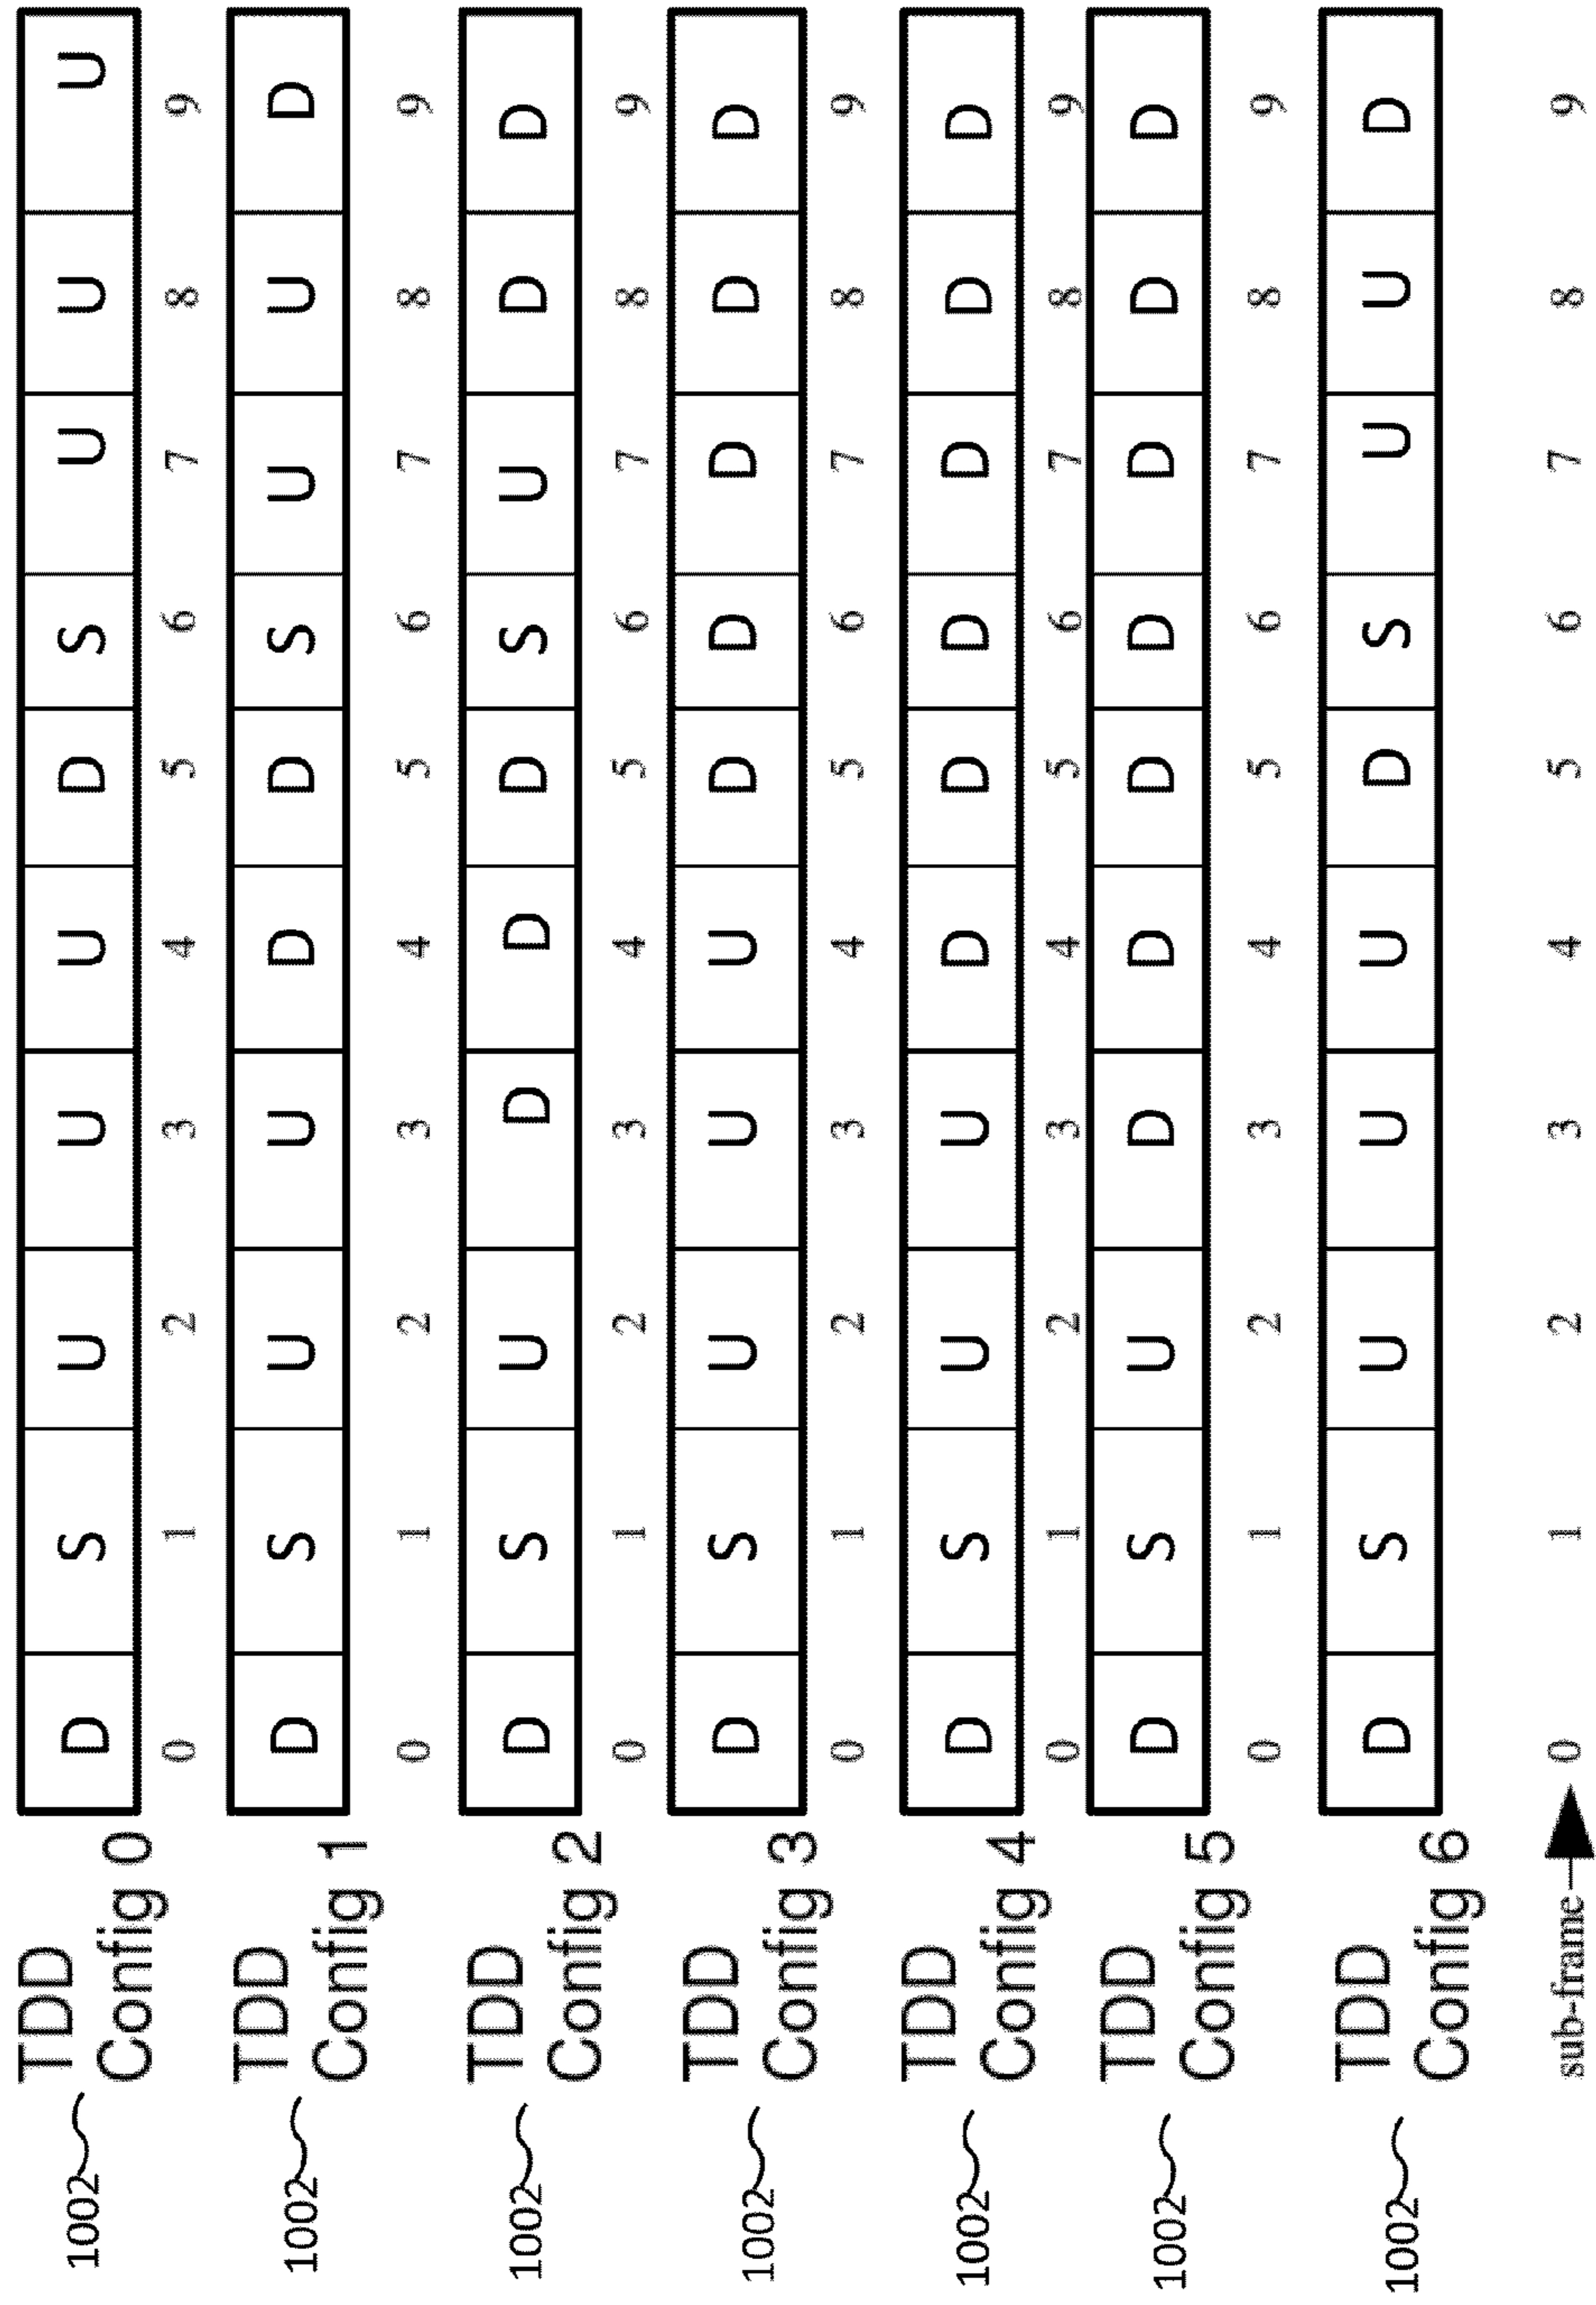 1002
TDD
Config 0
D S U U U D S U U U
0 1 2 3 4 5 6 7 8 9
1002
TDD
Config 1
D S U U D D S U U D
0 1 2 3 4 5 6 7 8 9
1002
TDD
Config 2
D S U D D D S U D D
0 1 2 3 4 5 6 7 8 9
1002
TDD
Config 3
D S U U U D D D D D
0 1 2 3 4 5 6 7 8 9
1002
TDD
Config 4
D S U U D D D D D D
0 1 2 3 4 5 6 7 8 9
1002
TDD
Config 5
D S U D D D D D D D
0 1 2 3 4 5 6 7 8 9
1002
TDD
Config 6
D S U U U D S U U D
sub-frame 0 1 2 3 4 5 6 7 8 9